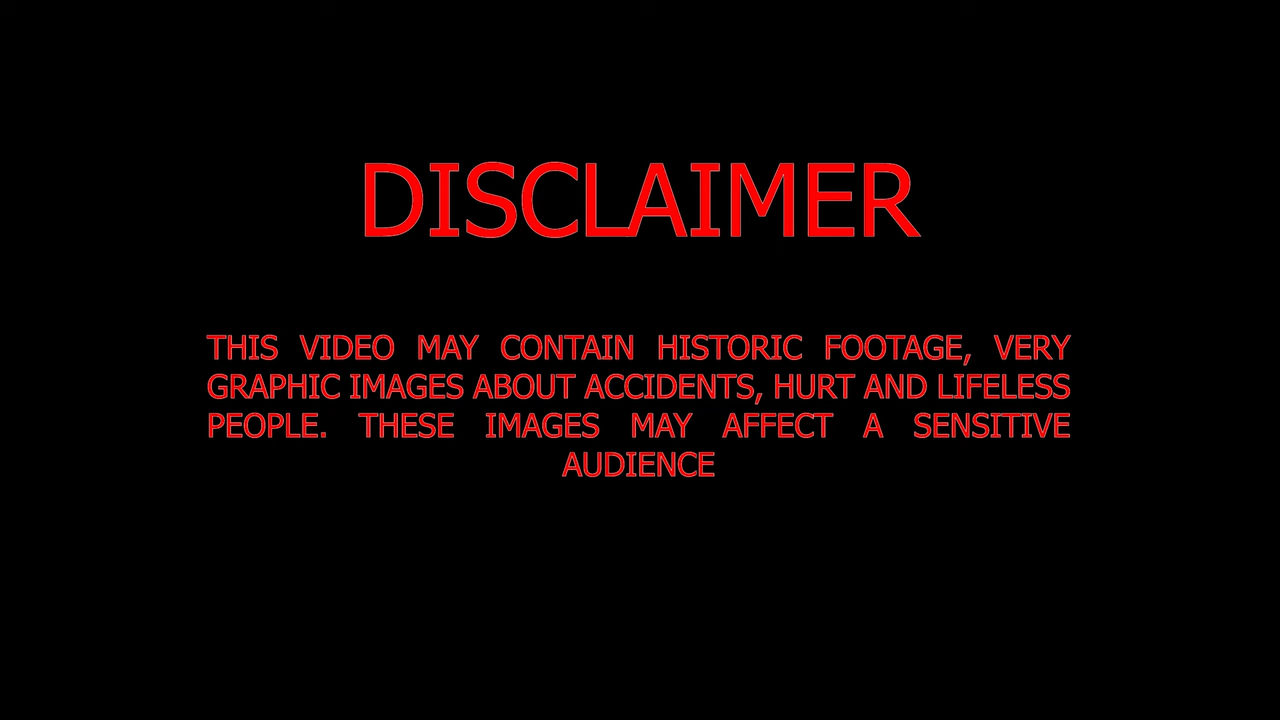 DISCLAIMER
THIS VIDEO MAY CONTAIN HISTORIC FOOTAGE, VERY
GRAPHIC IMAGES ABOUT ACCIDENTS, HURT AND LIFELESS
PEOPLE. THESE IMAGES MAY AFFECT A SENSITIVE
AUDIENCE